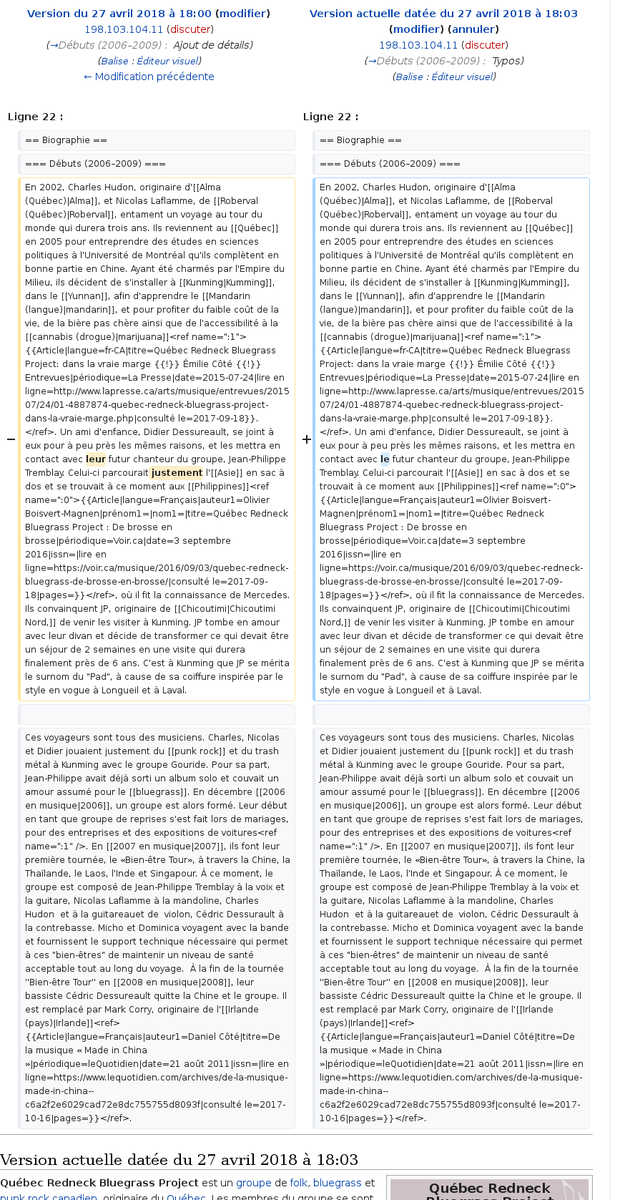 Version du 27 avril 2018 à 18:00 (modifier)
198.103.104.11 (discuter)
(→Débuts (2006–2009) : Ajout de détails)
(Balise : Éditeur visuel)
← Modification précédente
Version actuelle datée du 27 avril 2018 à 18:03
(modifier) (annuler)
198.103.104.11 (discuter)
(→Débuts (2006–2009) : Typos)
(Balise : Éditeur visuel)
Ligne 22 :
== Biographie ==
=== Débuts (2006–2009) ===
−
En 2002, Charles Hudon, originaire d'[[Alma
(Québec)|Alma]], et Nicolas Laflamme, de [[Roberval
(Québec)|Roberval]], entament un voyage au tour du
monde qui durera trois ans. Ils reviennent au [[Québec]]
en 2005 pour entreprendre des études en sciences
politiques à l'Université de Montréal qu'ils complètent en
bonne partie en Chine. Ayant été charmés par l'Empire du
Milieu, ils décident de s'installer à [[Kunming|Kumming]],
dans le [[Yunnan]], afin d'apprendre le [[Mandarin
(langue)|mandarin]], et pour profiter du faible coût de la
vie, de la bière pas chère ainsi que de l'accessibilité à la
[[cannabis (drogue)|marijuana]]<ref name=":1">
{{Article|langue=fr-CA|titre=Québec Redneck Bluegrass
Project: dans la vraie marge {{!}} Émilie Côté {{!}}
Entrevues|périodique=La Presse|date=2015-07-24|lire en
ligne=http://www.lapresse.ca/arts/musique/entrevues/2015
07/24/01-4887874-quebec-redneck-bluegrass-project-
dans-la-vraie-marge.php|consulté le=2017-09-18}}.
</ref>. Un ami d'enfance, Didier Dessureault, se joint à
eux pour à peu près les mêmes raisons, et les mettra en
contact avec leur futur chanteur du groupe, Jean-Philippe
Tremblay. Celui-ci parcourait justement l'[[Asie]] en sac à
dos et se trouvait à ce moment aux [[Philippines]]<ref
name=":0">{{Article|langue=Français|auteur1=Olivier
Boisvert-Magnen|prénom1=|nom1=|titre=Québec Redneck
Bluegrass Project : De brosse en
brosse|périodique=Voir.ca|date=3 septembre
2016|issn=|lire en
ligne=https://voir.ca/musique/2016/09/03/quebec-redneck-
bluegrass-de-brosse-en-brosse/|consulté le=2017-09-
18|pages=}}</ref>, où il fit la connaissance de Mercedes.
Ils convainquent JP, originaire de [[Chicoutimi|Chicoutimi
Nord,]] de venir les visiter à Kunming. JP tombe en amour
avec leur divan et décide de transformer ce qui devait être
un séjour de 2 semaines en une visite qui durera
finalement près de 6 ans. C'est à Kunming que JP se mérita
le surnom du "Pad", à cause de sa coiffure inspirée par le
style en vogue à Longueil et à Laval.
Ces voyageurs sont tous des musiciens. Charles, Nicolas
et Didier jouaient justement du [[punk rock]] et du trash
métal à Kunming avec le groupe Gouride. Pour sa part,
Jean-Philippe avait déjà sorti un album solo et couvait un
amour assumé pour le [[bluegrass]]. En décembre [[2006
en musique|2006]], un groupe est alors formé. Leur début
en tant que groupe de reprises s'est fait lors de mariages,
pour des entreprises et des expositions de voitures<ref
name=":1" />. En [[2007 en musique|2007]], ils font leur
première tournée, le «Bien-être Tour», à travers la Chine, la
Thaïlande, le Laos, l'Inde et Singapour. À ce moment, le
groupe est composé de Jean-Philippe Tremblay à la voix et
la guitare, Nicolas Laflamme à la mandoline, Charles
Hudon  et à la guitareauet de  violon, Cédric Dessurault à
la contrebasse. Micho et Dominica voyagent avec la bande
et fournissent le support technique nécessaire qui permet
à ces "bien-êtres" de maintenir un niveau de santé
acceptable tout au long du voyage.  À la fin de la tournée
''Bien-être Tour'' en [[2008 en musique|2008]], leur
bassiste Cédric Dessureault quitte la Chine et le groupe. Il
est remplacé par Mark Corry, originaire de l'[[Irlande
(pays)|Irlande]]<ref>
{{Article|langue=Français|auteur1=Daniel Côté|titre=De
la musique « Made in China
»|périodique=leQuotidien|date=21 août 2011|issn=|lire en
ligne=https://www.lequotidien.com/archives/de-la-musique-
made-in-china--
c6a2f2e6029cad72e8dc755755d8093f|consulté le=2017-
10-16|pages=}}</ref>.
Ligne 22 :
== Biographie ==
=== Débuts (2006–2009) ===
+
En 2002, Charles Hudon, originaire d'[[Alma
(Québec)|Alma]], et Nicolas Laflamme, de [[Roberval
(Québec)|Roberval]], entament un voyage au tour du
monde qui durera trois ans. Ils reviennent au [[Québec]]
en 2005 pour entreprendre des études en sciences
politiques à l'Université de Montréal qu'ils complètent en
bonne partie en Chine. Ayant été charmés par l'Empire du
Milieu, ils décident de s'installer à [[Kunming|Kumming]],
dans le [[Yunnan]], afin d'apprendre le [[Mandarin
(langue)|mandarin]], et pour profiter du faible coût de la
vie, de la bière pas chère ainsi que de l'accessibilité à la
[[cannabis (drogue)|marijuana]]<ref name=":1">
{{Article|langue=fr-CA|titre=Québec Redneck Bluegrass
Project: dans la vraie marge {{!}} Émilie Côté {{!}}
Entrevues|périodique=La Presse|date=2015-07-24|lire en
ligne=http://www.lapresse.ca/arts/musique/entrevues/2015
07/24/01-4887874-quebec-redneck-bluegrass-project-
dans-la-vraie-marge.php|consulté le=2017-09-18}}.
</ref>. Un ami d'enfance, Didier Dessureault, se joint à
eux pour à peu près les mêmes raisons, et les mettra en
contact avec le futur chanteur du groupe, Jean-Philippe
Tremblay. Celui-ci parcourait l'[[Asie]] en sac à dos et se
trouvait à ce moment aux [[Philippines]]<ref
name=":0">{{Article|langue=Français|auteur1=Olivier
Boisvert-Magnen|prénom1=|nom1=|titre=Québec Redneck
Bluegrass Project : De brosse en
brosse|périodique=Voir.ca|date=3 septembre
2016|issn=|lire en
ligne=https://voir.ca/musique/2016/09/03/quebec-redneck-
bluegrass-de-brosse-en-brosse/|consulté le=2017-09-
18|pages=}}</ref>, où il fit la connaissance de Mercedes.
Ils convainquent JP, originaire de [[Chicoutimi|Chicoutimi
Nord,]] de venir les visiter à Kunming. JP tombe en amour
avec leur divan et décide de transformer ce qui devait être
un séjour de 2 semaines en une visite qui durera
finalement près de 6 ans. C'est à Kunming que JP se mérita
le surnom du "Pad", à cause de sa coiffure inspirée par le
style en vogue à Longueil et à Laval.
Ces voyageurs sont tous des musiciens. Charles, Nicolas
et Didier jouaient justement du [[punk rock]] et du trash
métal à Kunming avec le groupe Gouride. Pour sa part,
Jean-Philippe avait déjà sorti un album solo et couvait un
amour assumé pour le [[bluegrass]]. En décembre [[2006
en musique|2006]], un groupe est alors formé. Leur début
en tant que groupe de reprises s'est fait lors de mariages,
pour des entreprises et des expositions de voitures<ref
name=":1" />. En [[2007 en musique|2007]], ils font leur
première tournée, le «Bien-être Tour», à travers la Chine, la
Thaïlande, le Laos, l'Inde et Singapour. À ce moment, le
groupe est composé de Jean-Philippe Tremblay à la voix et
la guitare, Nicolas Laflamme à la mandoline, Charles
Hudon  et à la guitareauet de  violon, Cédric Dessurault à
la contrebasse. Micho et Dominica voyagent avec la bande
et fournissent le support technique nécessaire qui permet
à ces "bien-êtres" de maintenir un niveau de santé
acceptable tout au long du voyage.  À la fin de la tournée
''Bien-être Tour'' en [[2008 en musique|2008]], leur
bassiste Cédric Dessureault quitte la Chine et le groupe. Il
est remplacé par Mark Corry, originaire de l'[[Irlande
(pays)|Irlande]]<ref>
{{Article|langue=Français|auteur1=Daniel Côté|titre=De
la musique « Made in China
»|périodique=leQuotidien|date=21 août 2011|issn=|lire en
ligne=https://www.lequotidien.com/archives/de-la-musique-
made-in-china--
c6a2f2e6029cad72e8dc755755d8093f|consulté le=2017-
10-16|pages=}}</ref>.
Version actuelle datée du 27 avril 2018 à 18:03
Québec Redneck Bluegrass Project est un groupe de folk, bluegrass et
punk rock canadien, originaire du Québec. Les membres du groupe se sont
Québec Redneck
Bluegrass Project